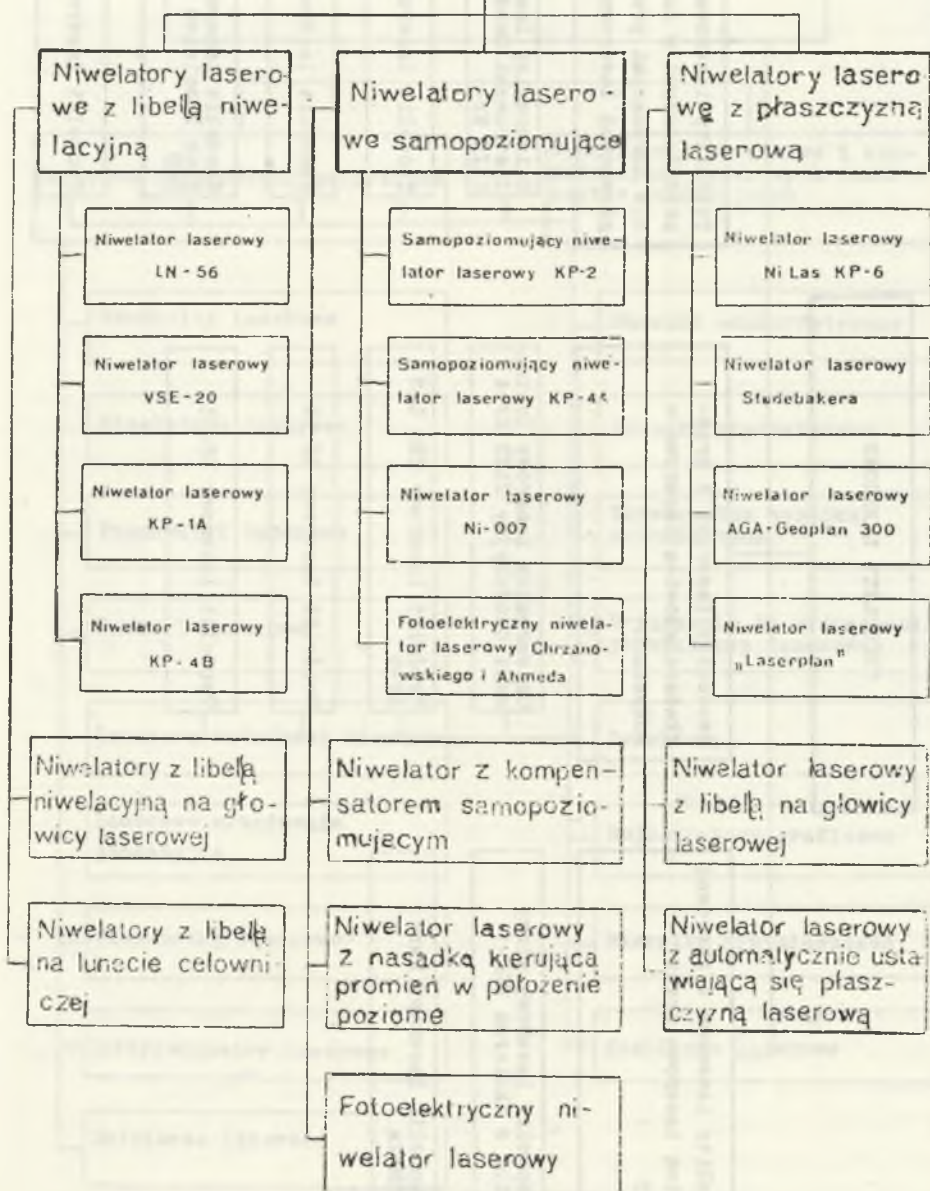 Niwelatory lasero-
we z libellą niwe-
lacyjną
Niwelatory lasero-
we samopoziomujące
Niwelatory lasero
wę z płaszczyzną
laserową
Niwelator laserowy
LN-56
Niwelator laserowy
VSE-20
Niwelator laserowy
KP-1A
Niwelator laserowy
KP-4B
Samopoziomujący niwe-
lator laserowy KP-2
Samopoziomujący niwe-
lator laserowy
Niwelator laserowy
Ni-007
Fotoelektryczny niwela-
tor laserowy Chrzano-
wskiego i Ahmeda
Niwelator laserowy
Ni Las KP-6
Niwelator laserowy
Studebakera
Niwelator laserowy
AGA-Geoplan 300
Niwelator laserowy
„Laserplan"
Niwelatory z libellą
niwelacyjną na gło-
wicy laserowej
Niwelatory z libellą
na lunecie celowni
czej
Niwelator z kompen-
satorem samopozio-
mującym
Niwelator laserowy
z nasadką kierującą
promień w położenie
poziome
Fotoelektryczny ni-
welator laserowy
Niwelator laserowy
z libellą na głowicy
laserowej
Niwelator laserowy
z automatycznie usta
wiającą się płasz-
czyzną laserową